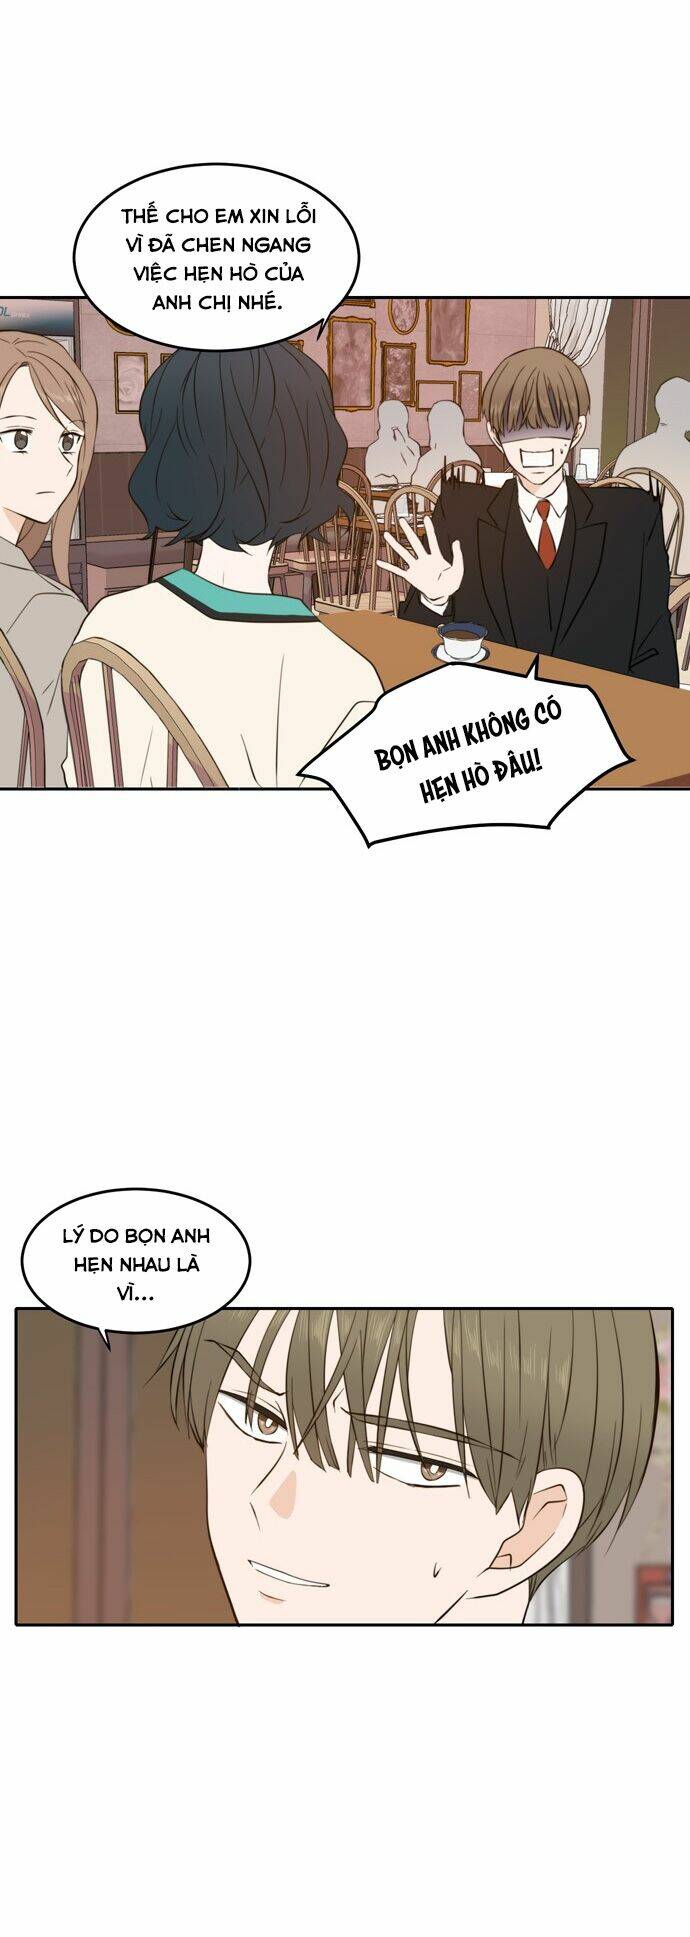 THẾ CHO EM XIN LỖI
VÌ ĐÃ CHEN NGANG
VIỆC HẸN HÒ CỦA
ANH CHỊ NHÉ.
BỌN ANH KHÔNG CÓ
HẸN HÒ ĐÂU!
LÝ DO BỌN ANH
HẸN NHAU LÀ
VÌ...